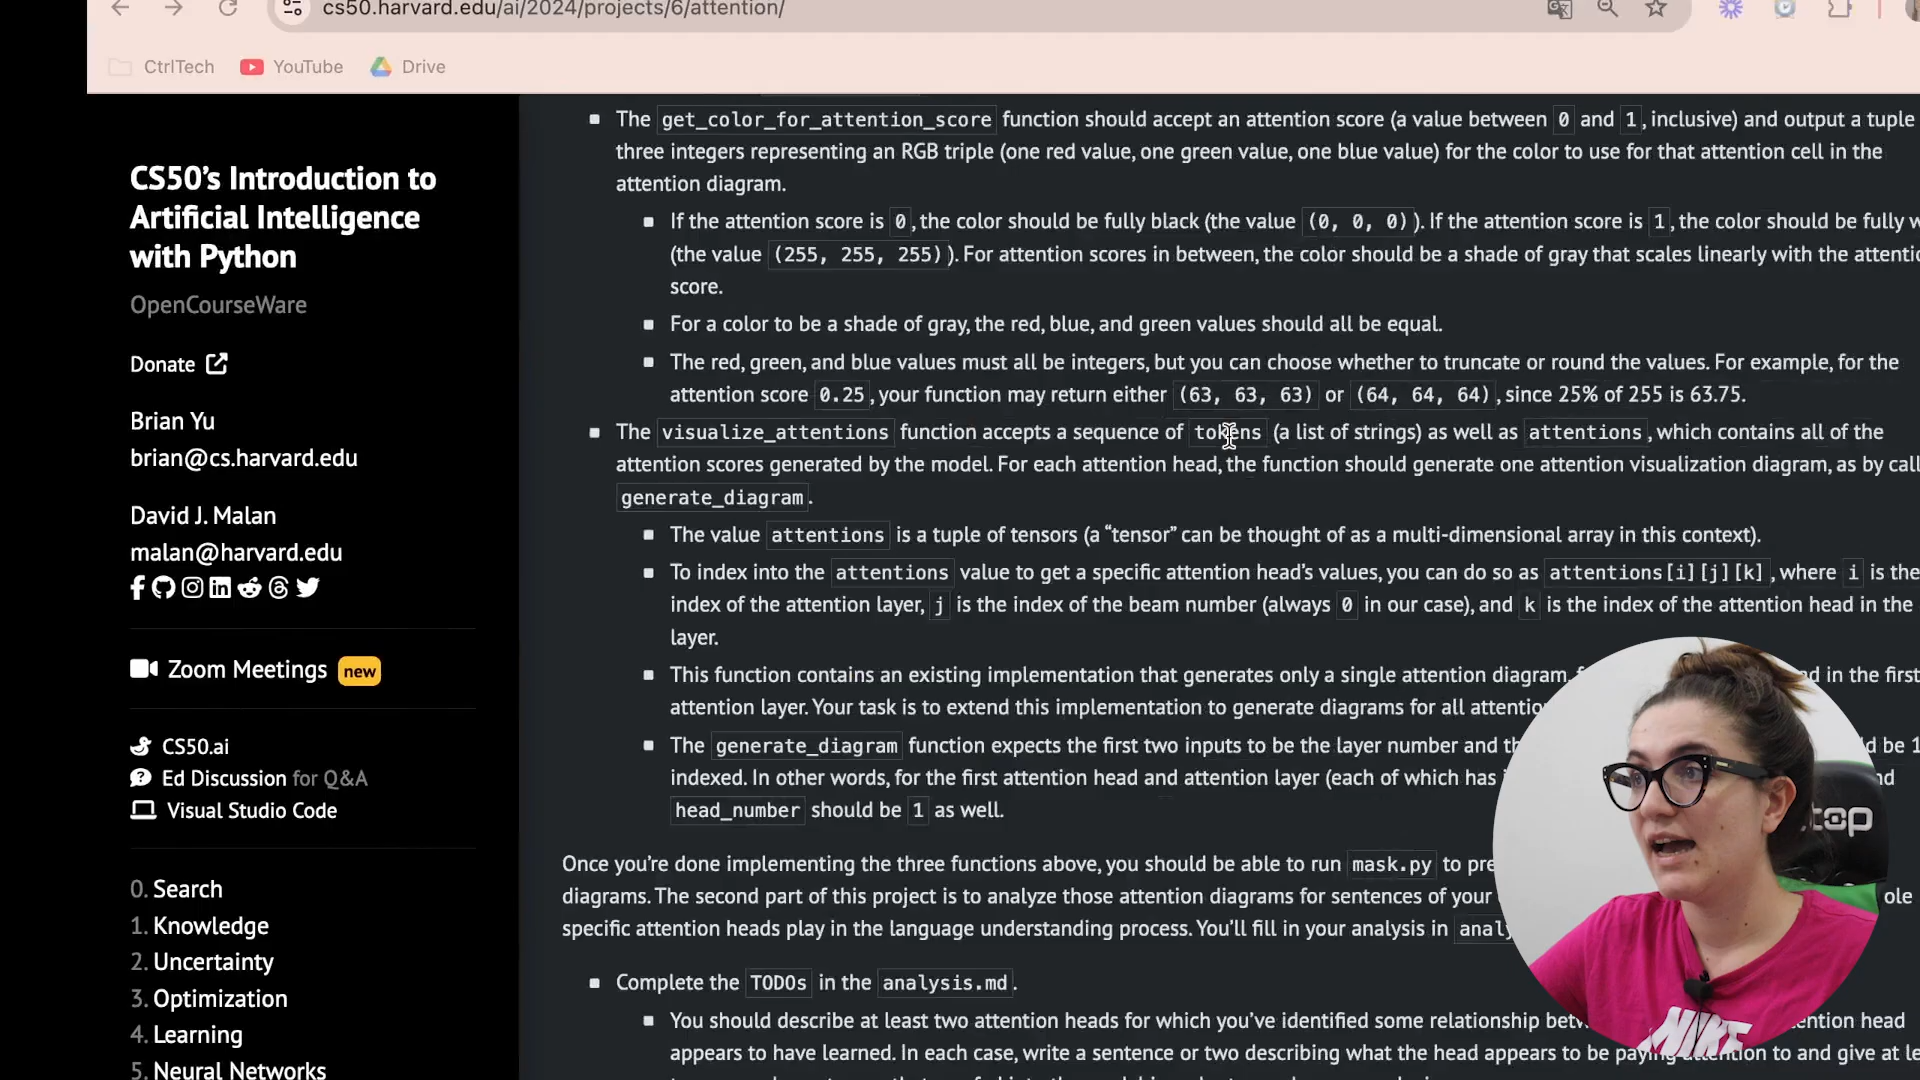 cs50.harvard.edu/ai/2024/projects/6/attention/
CtrlTech YouTube Drive
CS50's Introduction to
Artificial Intelligence
with Python
OpenCourseWare
Donate
Brian Yu
brian@cs.harvard.edu
David J. Malan
malan@harvard.edu
Zoom Meetings new
CS50.ai
Ed Discussion for Q&A
Visual Studio Code
0. Search
1. Knowledge
2. Uncertainty
3. Optimization
4. Learning
5. Neural Networks
The get_color_for_attention_score function should accept an attention score (a value between 0 and 1, inclusive) and output a tuple
three integers representing an RGB triple (one red value, one green value, one blue value) for the color to use for that attention cell in the
attention diagram.
If the attention score is 0, the color should be fully black (the value (0, 0, 0)). If the attention score is 1, the color should be fully
(the value (255, 255, 255)). For attention scores in between, the color should be a shade of gray that scales linearly with the
score.
For a color to be a shade of gray, the red, blue, and green values should all be equal.
The red, green, and blue values must all be integers, but you can choose whether to truncate or round the values. For example, for the
attention score 0.25, your function may return either (63, 63, 63) or (64, 64, 64), since 25% of 255 is 63.75.
The visualize_attentions function accepts a sequence of tokens (a list of strings) as well as attentions, which contains all of the
attention scores generated by the model. For each attention head, the function should generate one attention visualization diagram, as by
generate_diagram.
The value attentions is a tuple of tensors (a “tensor” can be thought of as a multi-dimensional array in this context).
To index into the attentions value to get a specific attention head's values, you can do so as attentions[i][j][k], where i is the
index of the attention layer, j is the index of the beam number (always 0 in our case), and k is the index of the attention head in the
layer.
This function contains an existing implementation that generates only a single attention diagram, in the first
attention layer. Your task is to extend this implementation to generate diagrams for all
The generate_diagram function expects the first two inputs to be the layer number and be 1
indexed. In other words, for the first attention head and attention layer (each of which has
head_number should be 1 as well.
Once you're done implementing the three functions above, you should be able to run mask.py to
diagrams. The second part of this project is to analyze those attention diagrams for sentences of your
specific attention heads play in the language understanding process. You'll fill in your analysis in
Complete the TODOs in the analysis.md.
You should describe at least two attention heads for which you've identified some relationship head
appears to have learned. In each case, write a sentence or two describing what the head appears to be paying attention to and give at